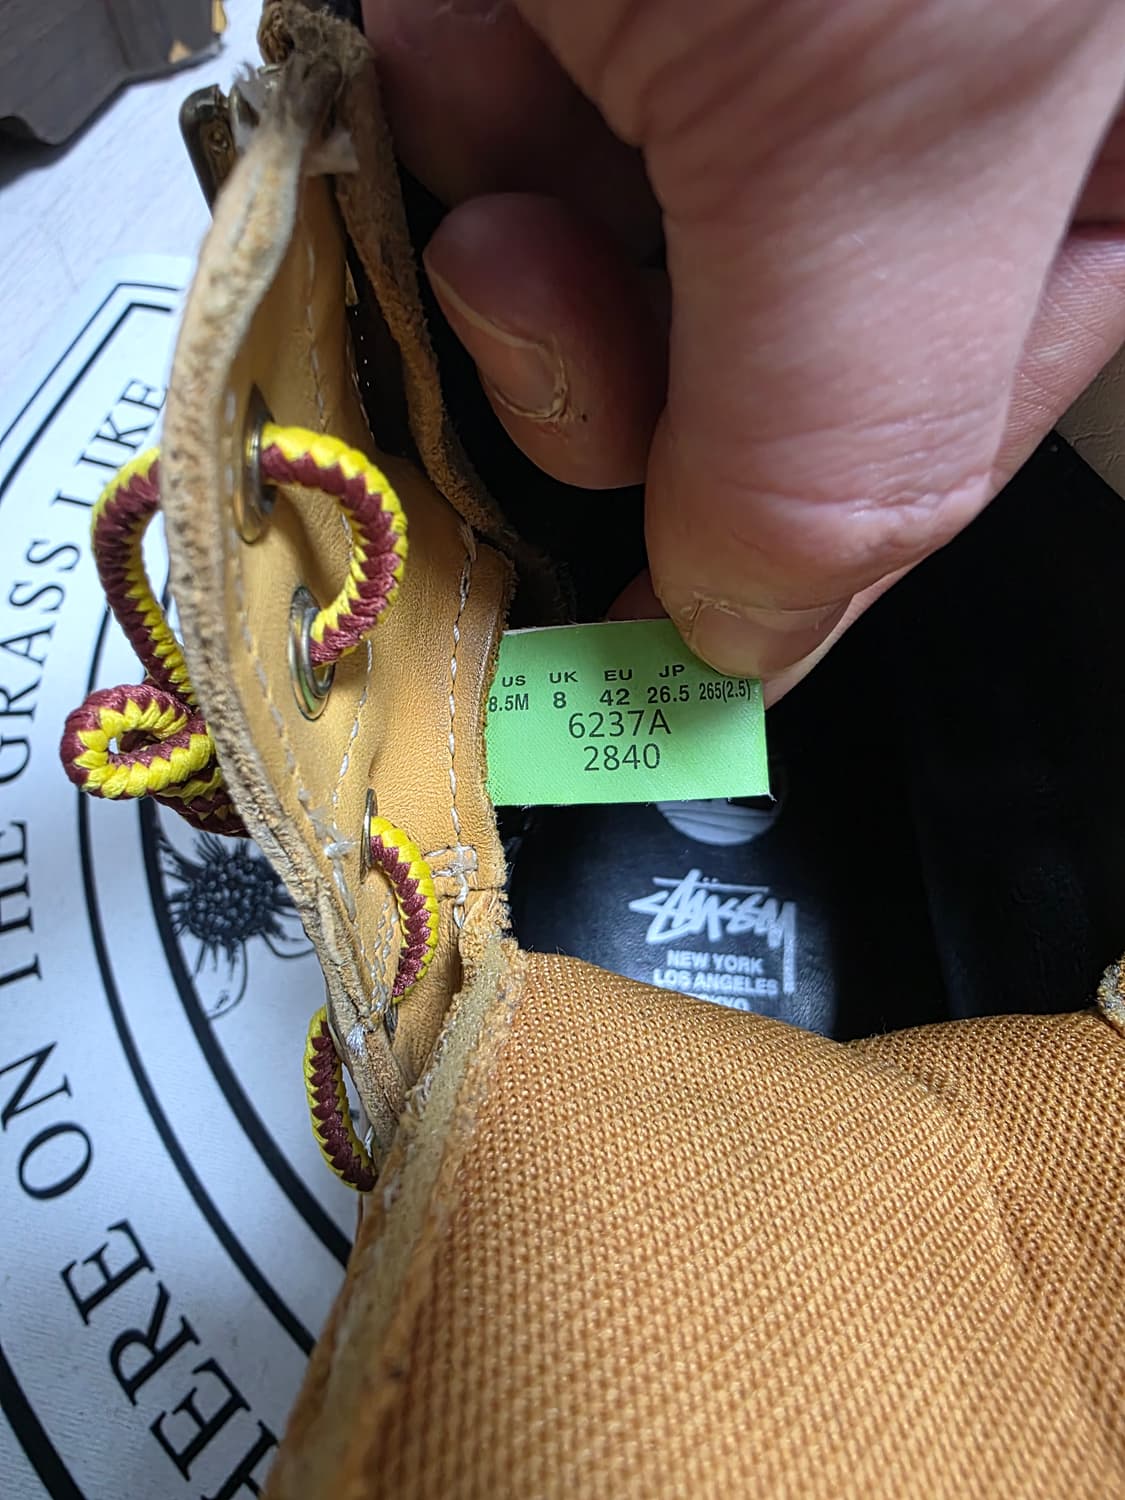 US UK EU JP
8.5M 8 42 26.5 265(2.5)
6237A
2840
STÜSSY
NEW YORK
LOS ANGELES
HERE ON THE GRASS LIKE